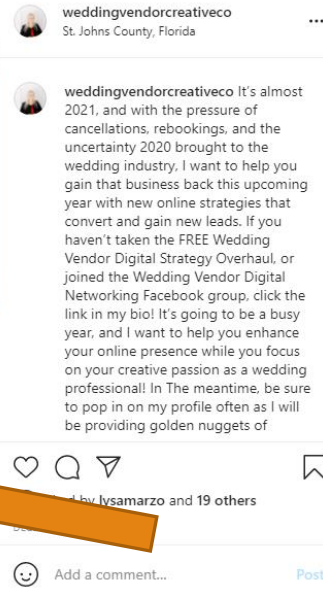 weddingvendorcreativeco
St. Johns County, Florida
weddingvendorcreativeco It's almost
2021, and with the pressure of
cancellations, rebookings, and the
uncertainty 2020 brought to the
wedding industry, I want to help you
gain that business back this upcoming
year with new online strategies that
convert and gain new leads. If you
haven't taken the FREE Wedding
Vendor Digital Strategy Overhaul, or
joined the Wedding Vendor Digital
Networking Facebook group, click the
link in my bio! It's going to be a busy
year, and I want to help you enhance
your online presence while you focus
on your creative passion as a wedding
professional! In The meantime, be sure
to pop in on my profile often as I will
be providing golden nuggets of
by lysamarzo and 19 others
Add a comment... Post